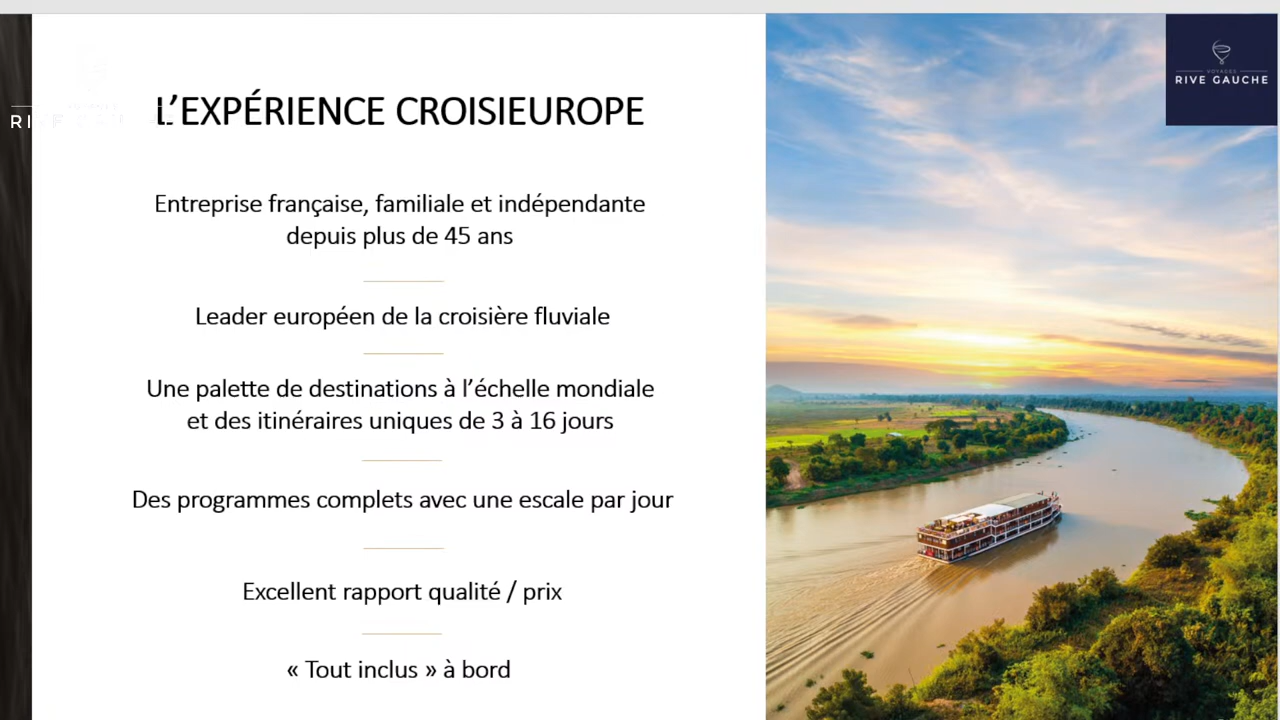 L’EXPÉRIENCE CROISIEUROPE
Entreprise française, familiale et indépendante
depuis plus de 45 ans
Leader européen de la croisière fluviale
Une palette de destinations à l’échelle mondiale
et des itinéraires uniques de 3 à 16 jours
Des programmes complets avec une escale par jour
Excellent rapport qualité / prix
« Tout inclus » à bord
VOYAGES
RIVE GAUCHE